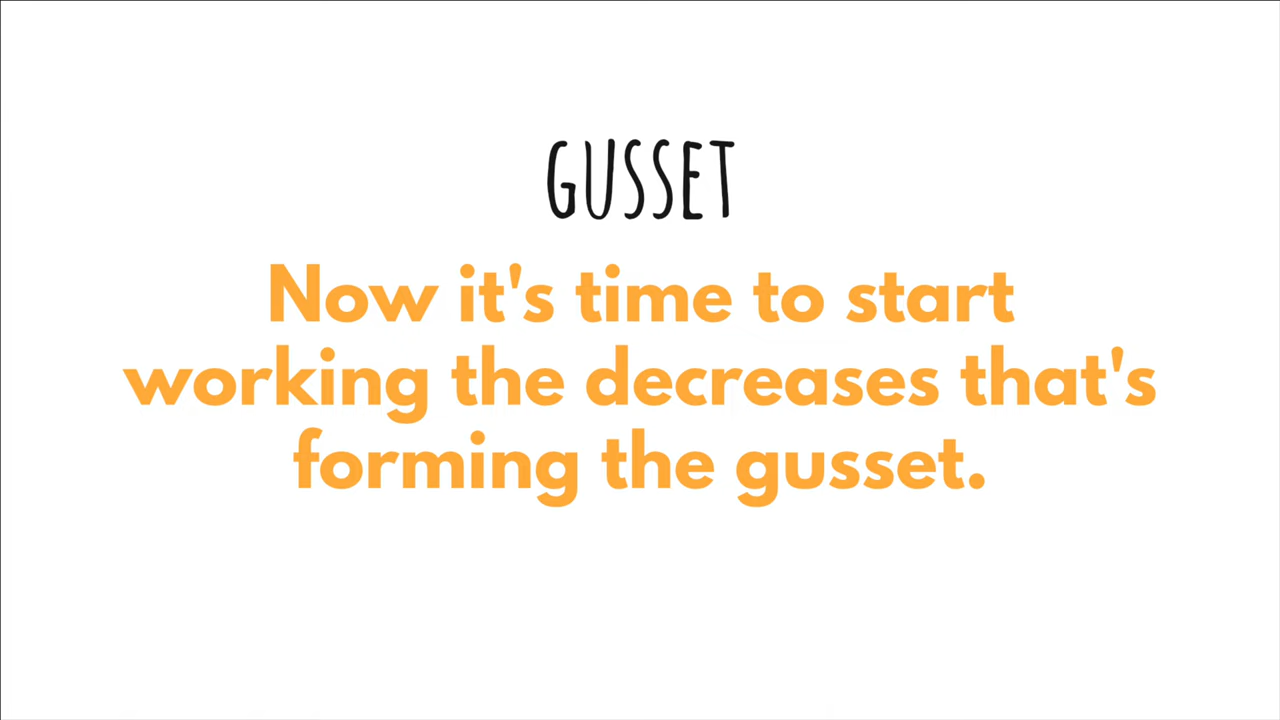 GUSSET
Now it's time to start
working the decreases that's
forming the gusset.